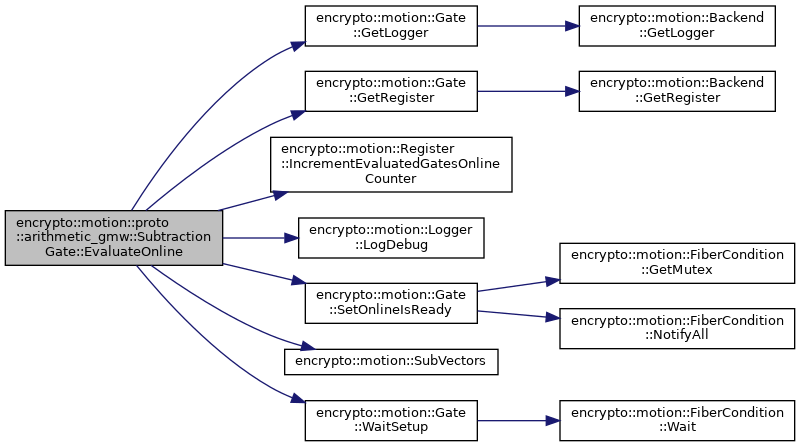 encrypto::motion::proto
::arithmetic_gmw::Subtraction
Gate::EvaluateOnline
encrypto::motion::Gate
::GetLogger
encrypto::motion::Backend
::GetLogger
encrypto::motion::Gate
::GetRegister
encrypto::motion::Backend
::GetRegister
encrypto::motion::Register
::IncrementEvaluatedGatesOnline
Counter
encrypto::motion::Logger
::LogDebug
encrypto::motion::Gate
::SetOnlineIsReady
encrypto::motion::FiberCondition
::GetMutex
encrypto::motion::FiberCondition
::NotifyAll
encrypto::motion::SubVectors
encrypto::motion::Gate
::WaitSetup
encrypto::motion::FiberCondition
::Wait